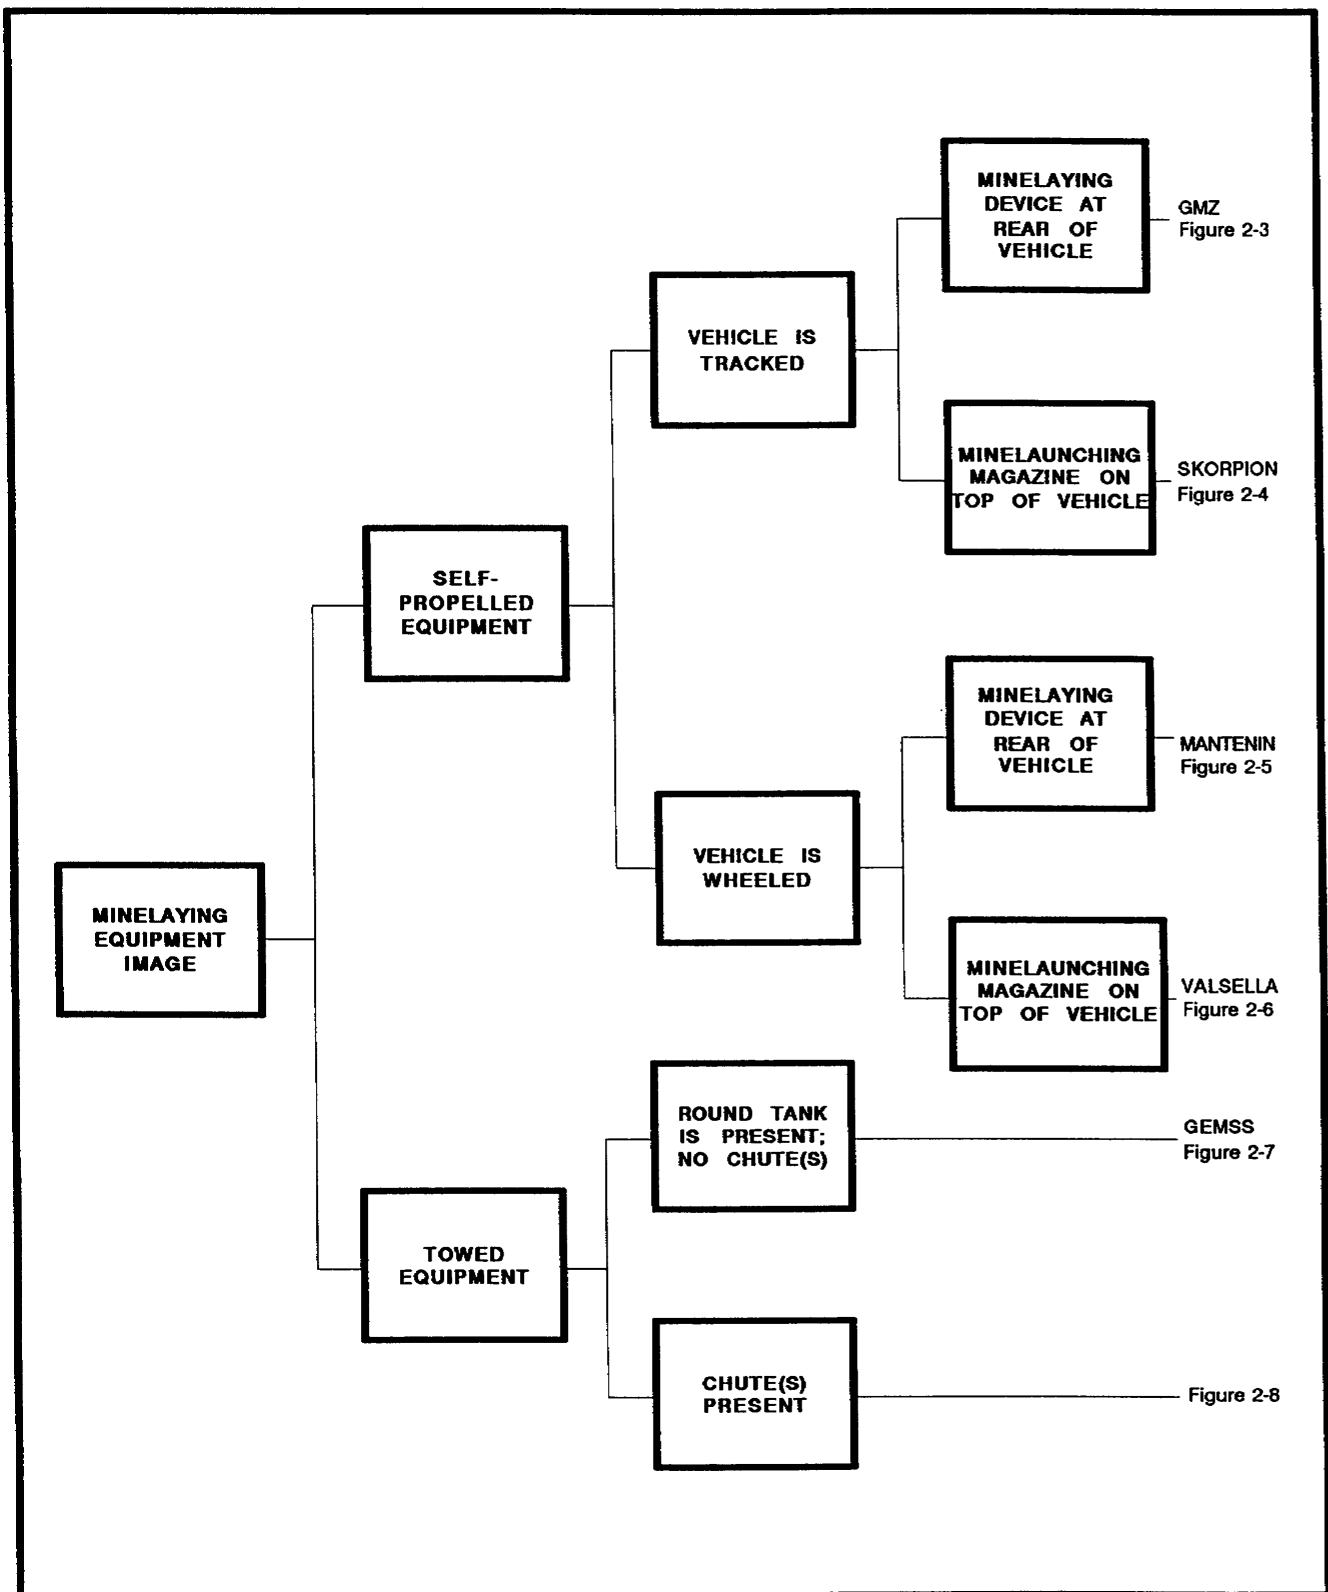 MINELAYING
DEVICE AT
REAR OF
VEHICLE
GMZ
Figure 2-3
VEHICLE IS
TRACKED
MINELAUNCHING
MAGAZINE ON
TOP OF VEHICLE
SKORPION
Figure 2-4
SELF-
PROPELLED
EQUIPMENT
MINELAYING
DEVICE AT
REAR OF
VEHICLE
MANTENIN
Figure 2-5
VEHICLE IS
WHEELED
MINELAYING
EQUIPMENT
IMAGE
MINELAUNCHING
MAGAZINE ON
TOP OF VEHICLE
VALSELLA
Figure 2-6
ROUND TANK
IS PRESENT;
NO CHUTE(S)
GEMSS
Figure 2-7
TOWED
EQUIPMENT
CHUTE(S)
PRESENT
Figure 2-8